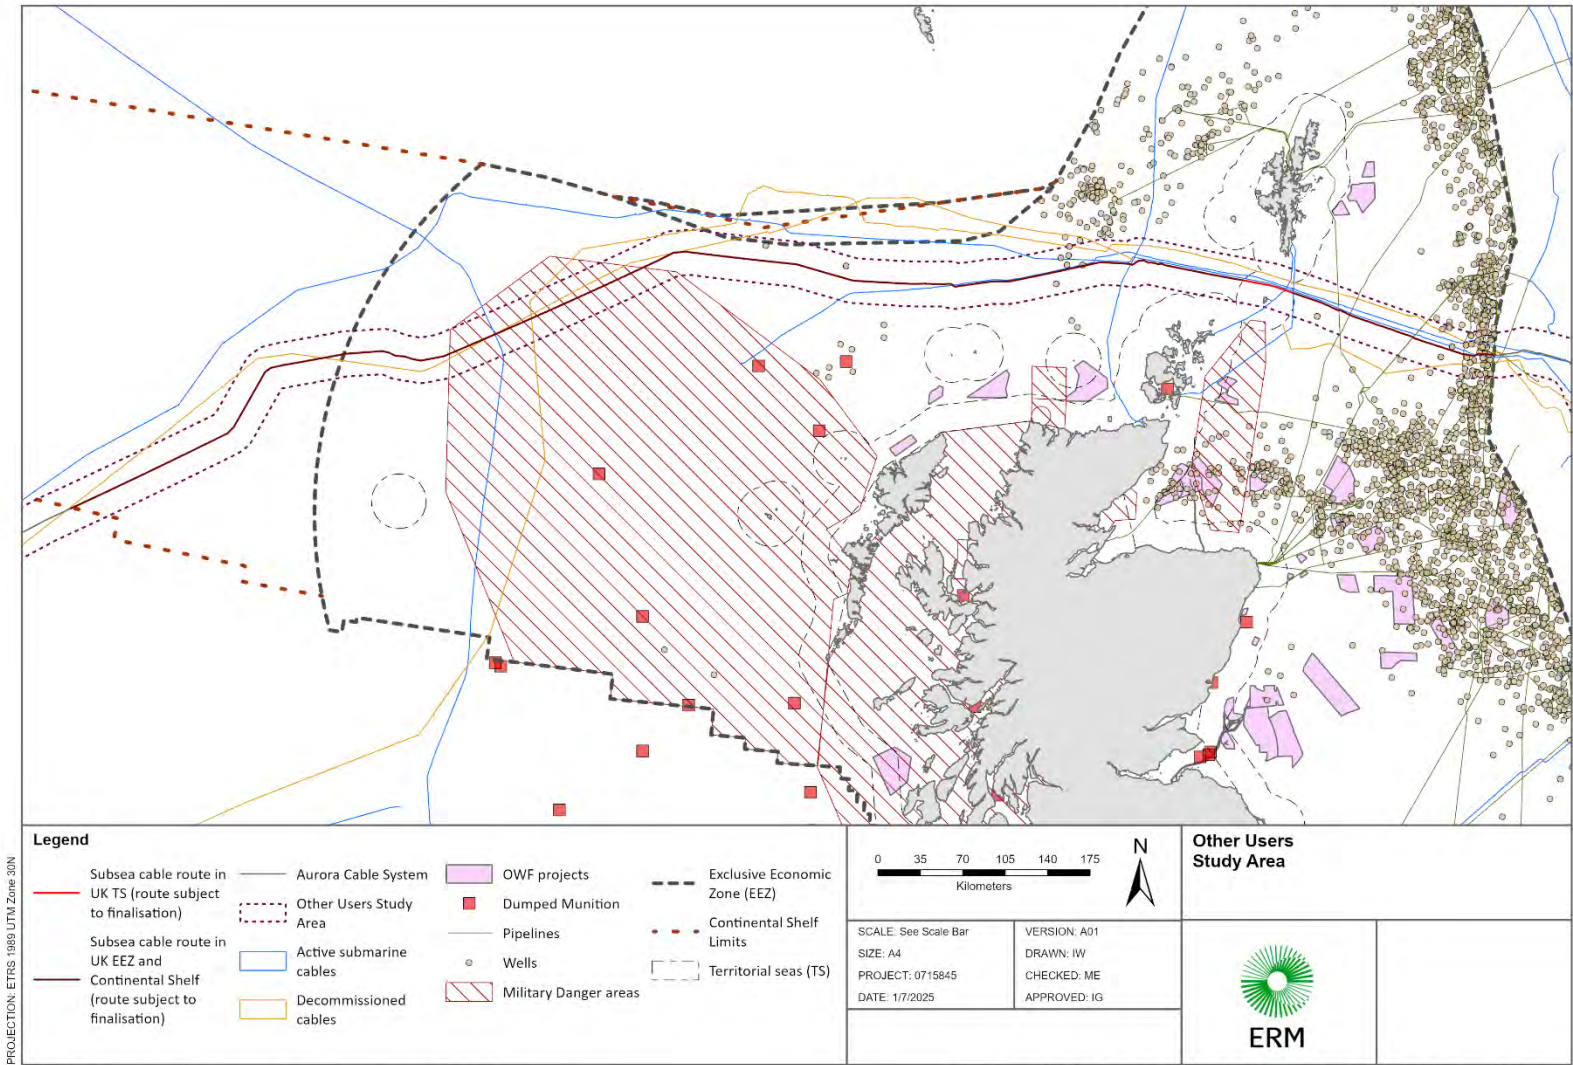 Legend
Subsea cable route in
UK TS (route subject
to finalisation)
Subsea cable route in
UK EEZ and
Continental Shelf
(route subject to
finalisation)
Aurora Cable System
Other Users Study
Area
Active submarine
cables
Decommissioned
cables
OWF projects
Dumped Munition
Pipelines
Wells
Military Danger areas
Exclusive Economic
Zone (EEZ)
Continental Shelf
Limits
Territorial seas (TS)
0 35 70 105 140 175
Kilometers
N
SCALE: See Scale Bar
SIZE: A4
PROJECT: 0715845
DATE: 1/7/2025
VERSION: A01
DRAWN: IW
CHECKED: ME
APPROVED: IG
Other Users
Study Area
ERM
PROJECTION: ETRS 1989 UTM Zone 30N